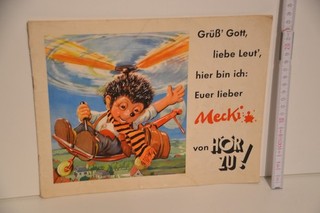 Grüß' Gott,
liebe Leut',
hier bin ich:
Euer lieber
Mecki
von HÖR
ZU!